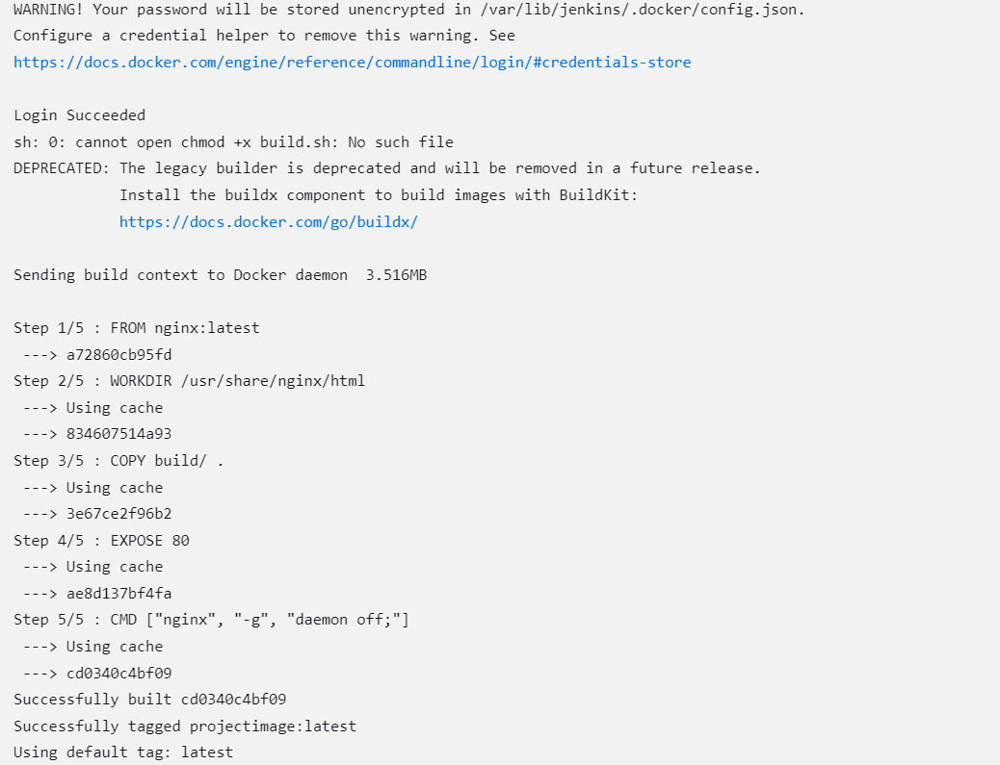 WARNING! Your password will be stored unencrypted in /var/lib/jenkins/.docker/config.json.
Configure a credential helper to remove this warning. See
https://docs.docker.com/engine/reference/commandline/login/#credentials-store
Login Succeeded
sh: 0: cannot open chmod +x build.sh: No such file
DEPRECATED: The legacy builder is deprecated and will be removed in a future release.
Install the buildx component to build images with BuildKit:
https://docs.docker.com/go/buildx/
Sending build context to Docker daemon  3.516MB
Step 1/5 : FROM nginx:latest
---> a72860cb95fd
Step 2/5 : WORKDIR /usr/share/nginx/html
---> Using cache
---> 834607514a93
Step 3/5 : COPY build/ .
---> Using cache
---> 3e67ce2f96b2
Step 4/5 : EXPOSE 80
---> Using cache
---> ae8d137bf4fa
Step 5/5 : CMD ["nginx", "-g", "daemon off;"]
---> Using cache
---> cd0340c4bf09
Successfully built cd0340c4bf09
Successfully tagged projectimage:latest
Using default tag: latest